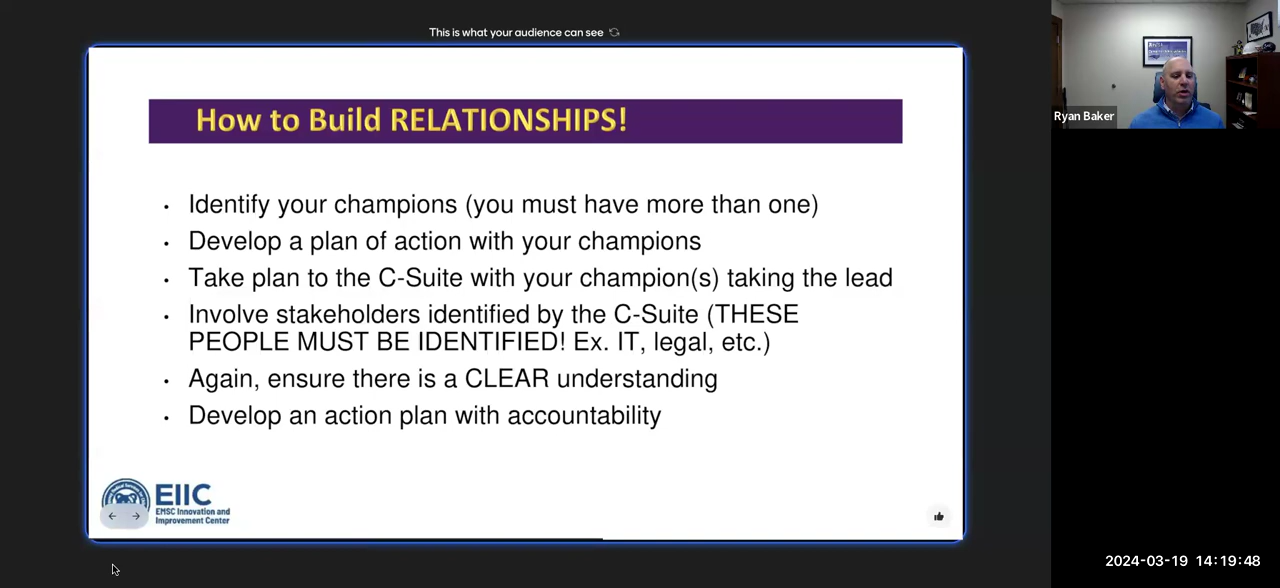 This is what your audience can see
How to Build RELATIONSHIPS!
• Identify your champions (you must have more than one)
• Develop a plan of action with your champions
• Take plan to the C-Suite with your champion(s) taking the lead
• Involve stakeholders identified by the C-Suite (THESE
PEOPLE MUST BE IDENTIFIED! Ex. IT, legal, etc.)
• Again, ensure there is a CLEAR understanding
• Develop an action plan with accountability
EIIC
EMSC Innovation and
Improvement Center
Ryan Baker
2024-03-19 14:19:48